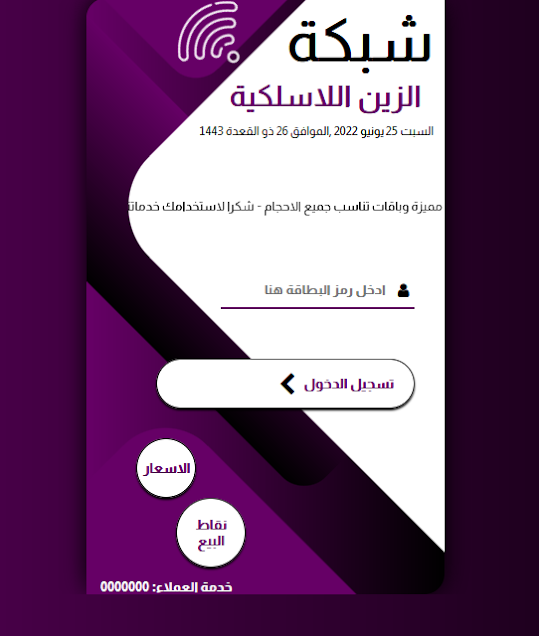 شبكة
الزين اللاسلكية
السبت 25 يونيو 2022 ,الموافق 26 ذو القعدة 1443
مميزة وباقات تناسب جميع الاحجام - شكرا لاستخدامك
ادخل رمز البطاقة هنا
تسجيل الدخول
الاسعار
نقاط
البيع
خدمة العملاء: 0000000